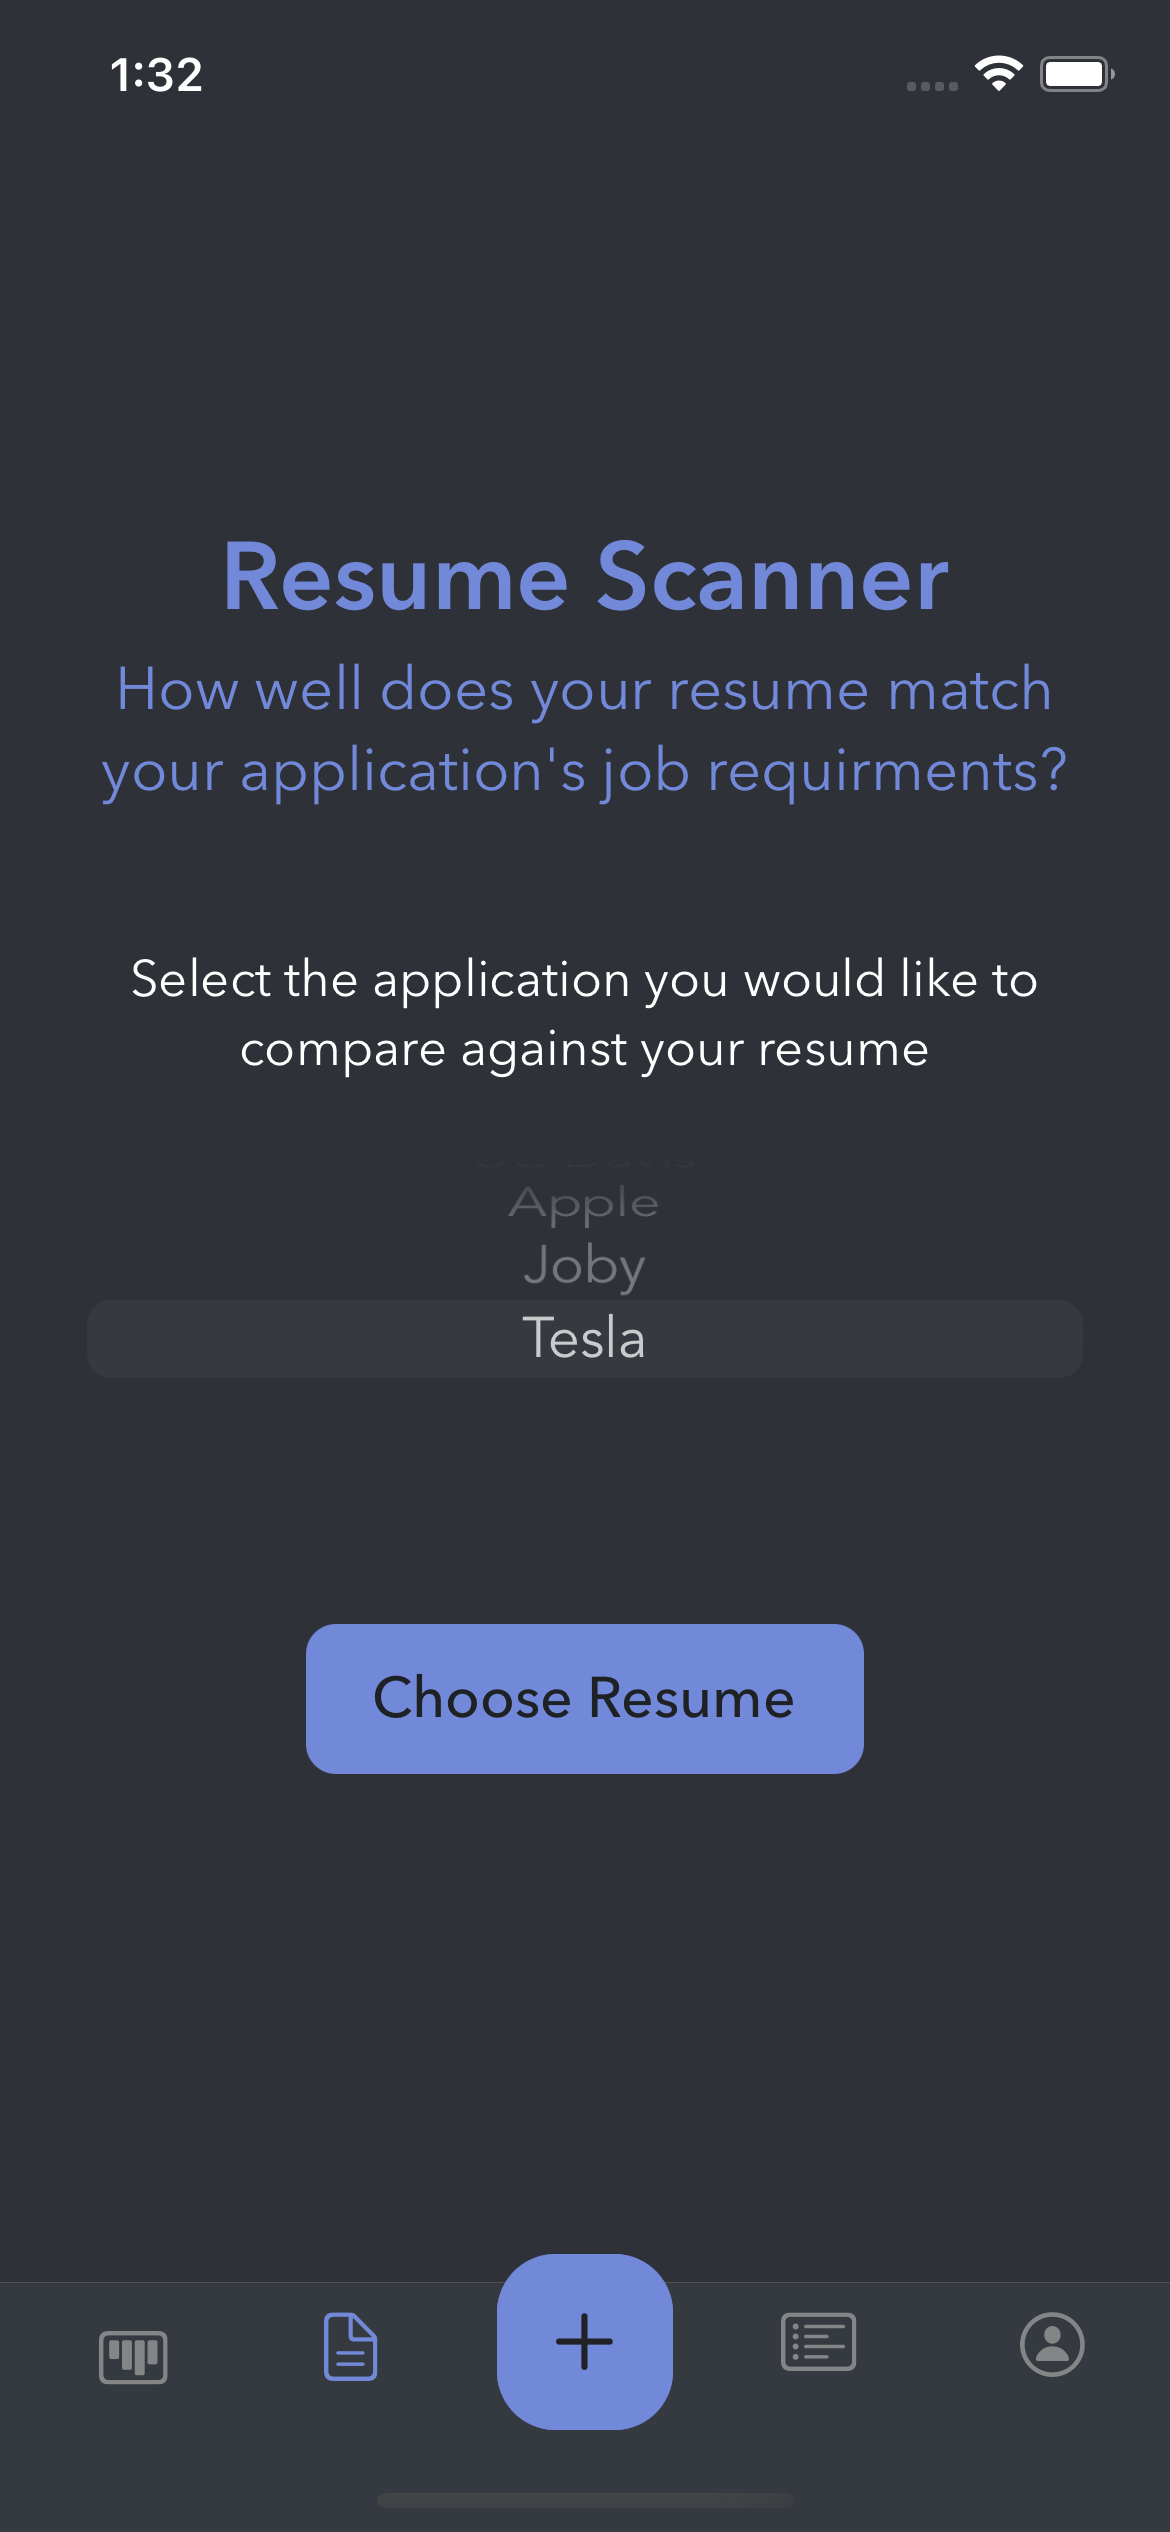 1:32
Resume Scanner
How well does your resume match
your application's job requirments?
Select the application you would like to
compare against your resume
Apple
Joby
Tesla
Choose Resume